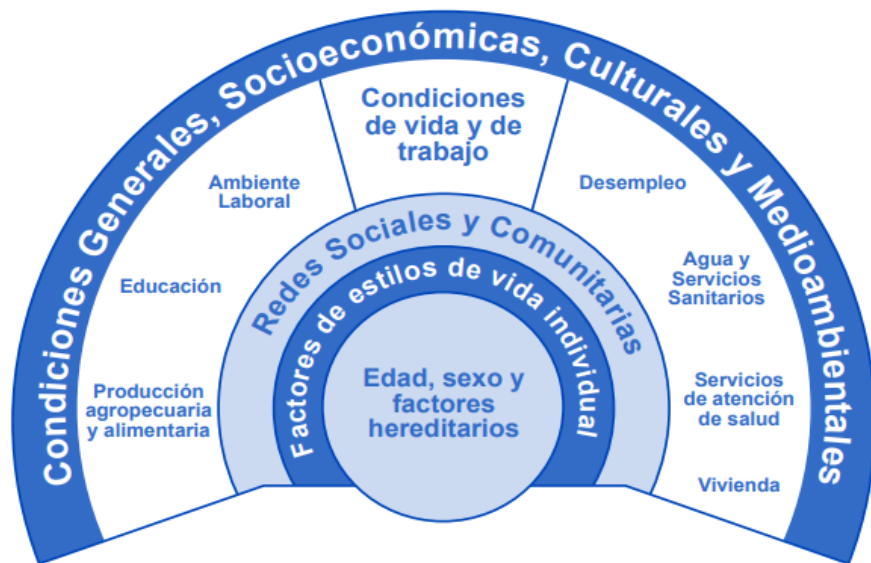 Condiciones Generales, Socioeconómicas, Culturales y Medioambientales
Condiciones
de vida y de
trabajo
Ambiente
Laboral
Educación
Producción
agropecuaria
y alimentaria
Desempleo
Agua y
Servicios
Sanitarios
Servicios
de atención
de salud
Vivienda
Redes Sociales y Comunitarias
Factores de estilos de vida individual
Edad, sexo y
factores
hereditarios